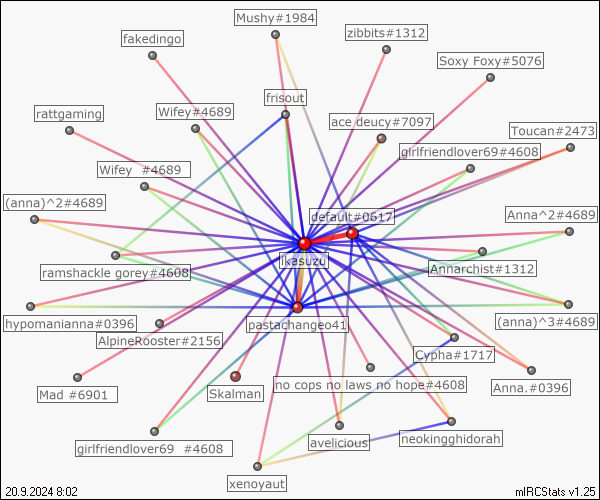 Mushy#1984
zibbits#1312
fakedingo
Soxy Foxy#5076
frisout
rattgaming
Wifey#4689
ace deucy#7097
Toucan#2473
girlfriendlover69#4608
Wifey #4689
(anna)^2#4689
default#0617
Anna^2#4689
ikasuzu
ramshackle gorey#4608
Annarchist#1312
hypomanianna#0396
pastachangeo41
(anna)^3#4689
AlpineRooster#2156
Cypha#1717
Mad #6901
Skalman
no cops no laws no hope#4608
Anna.#0396
girlfriendlover69 #4608
avelicious
neokingghidorah
xenoyaut
20.9.2024 8:02
mIRCStats v1.25